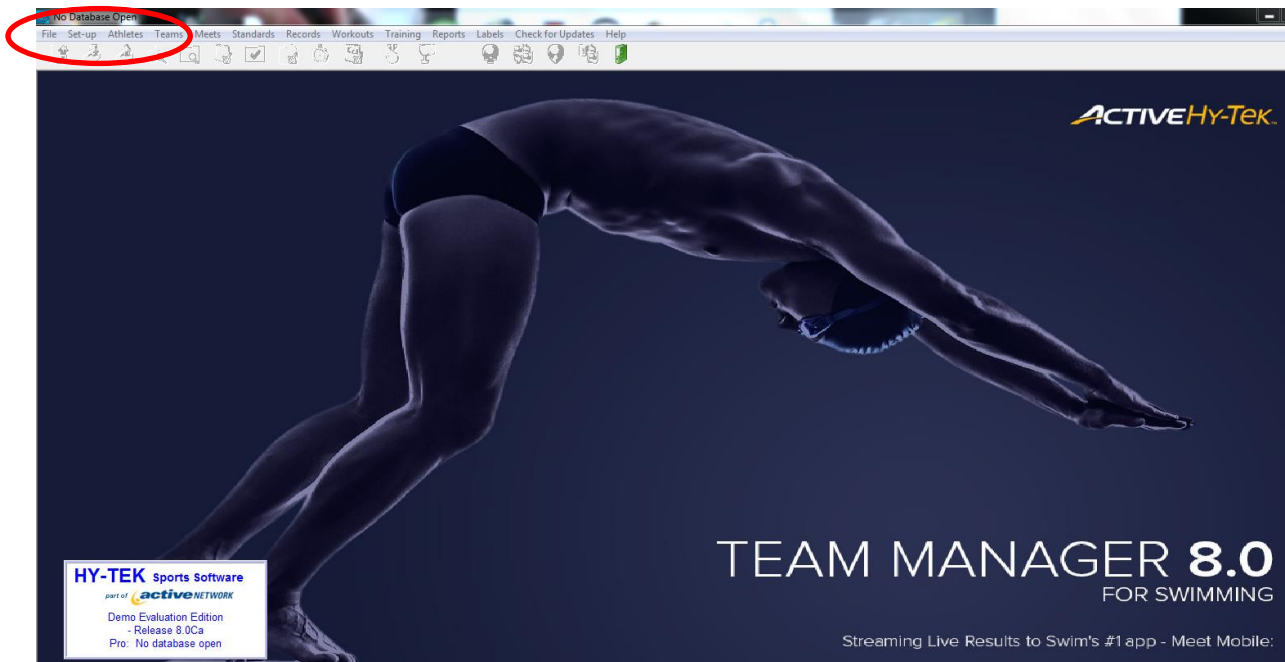 No Database Open
File Set-up Athletes Teams Meets Standards Records Workouts Training Reports Labels Check for Updates Help
ACTIVE Hy-Tek
TEAM MANAGER 8.0
FOR SWIMMING
HY-TEK Sports Software
part of active NETWORK
Demo Evaluation Edition
- Release 8.0Ca
Pro: No database open
Streaming Live Results to Swim's #1 app - Meet Mobile: